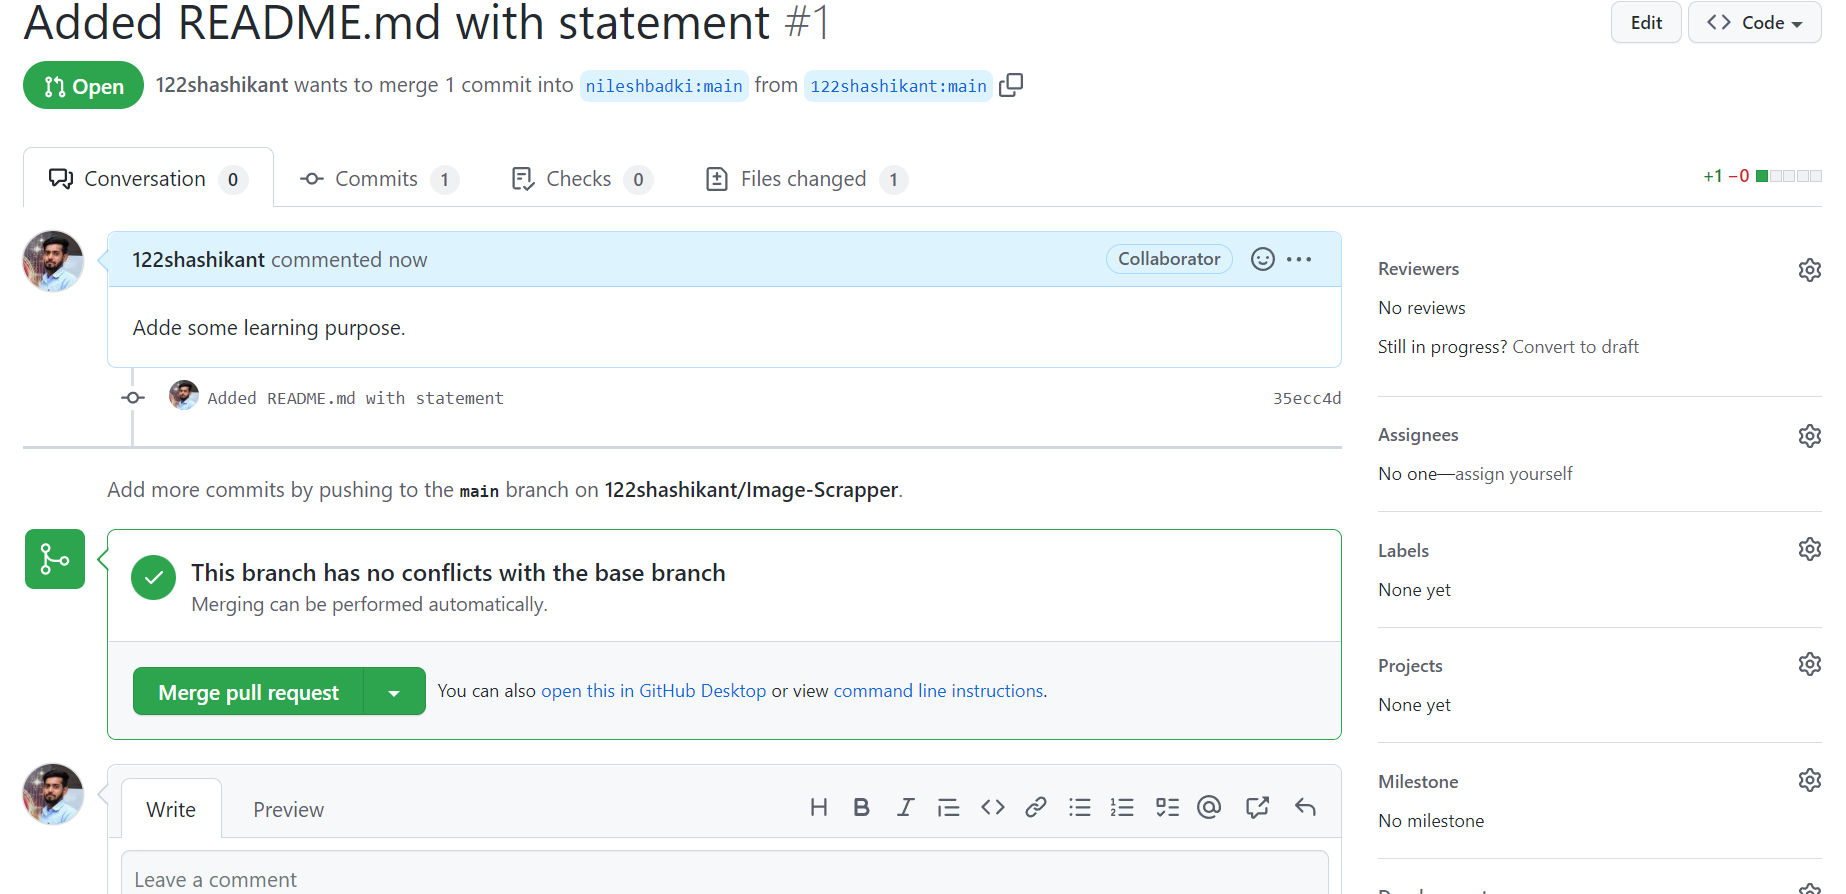 Added README.md with statement #1
Edit
Code
Open
122shashikant wants to merge 1 commit into nileshbadki:main from 122shashikant:main
Conversation 0
Commits 1
Checks 0
Files changed 1
+1 −0
122shashikant commented now
Collaborator
Adde some learning purpose.
Added README.md with statement
35ecc4d
Add more commits by pushing to the main branch on 122shashikant/Image-Scrapper.
This branch has no conflicts with the base branch
Merging can be performed automatically.
Merge pull request
You can also open this in GitHub Desktop or view command line instructions.
Write
Preview
Leave a comment
Reviewers
No reviews
Still in progress? Convert to draft
Assignees
No one—assign yourself
Labels
None yet
Projects
None yet
Milestone
No milestone